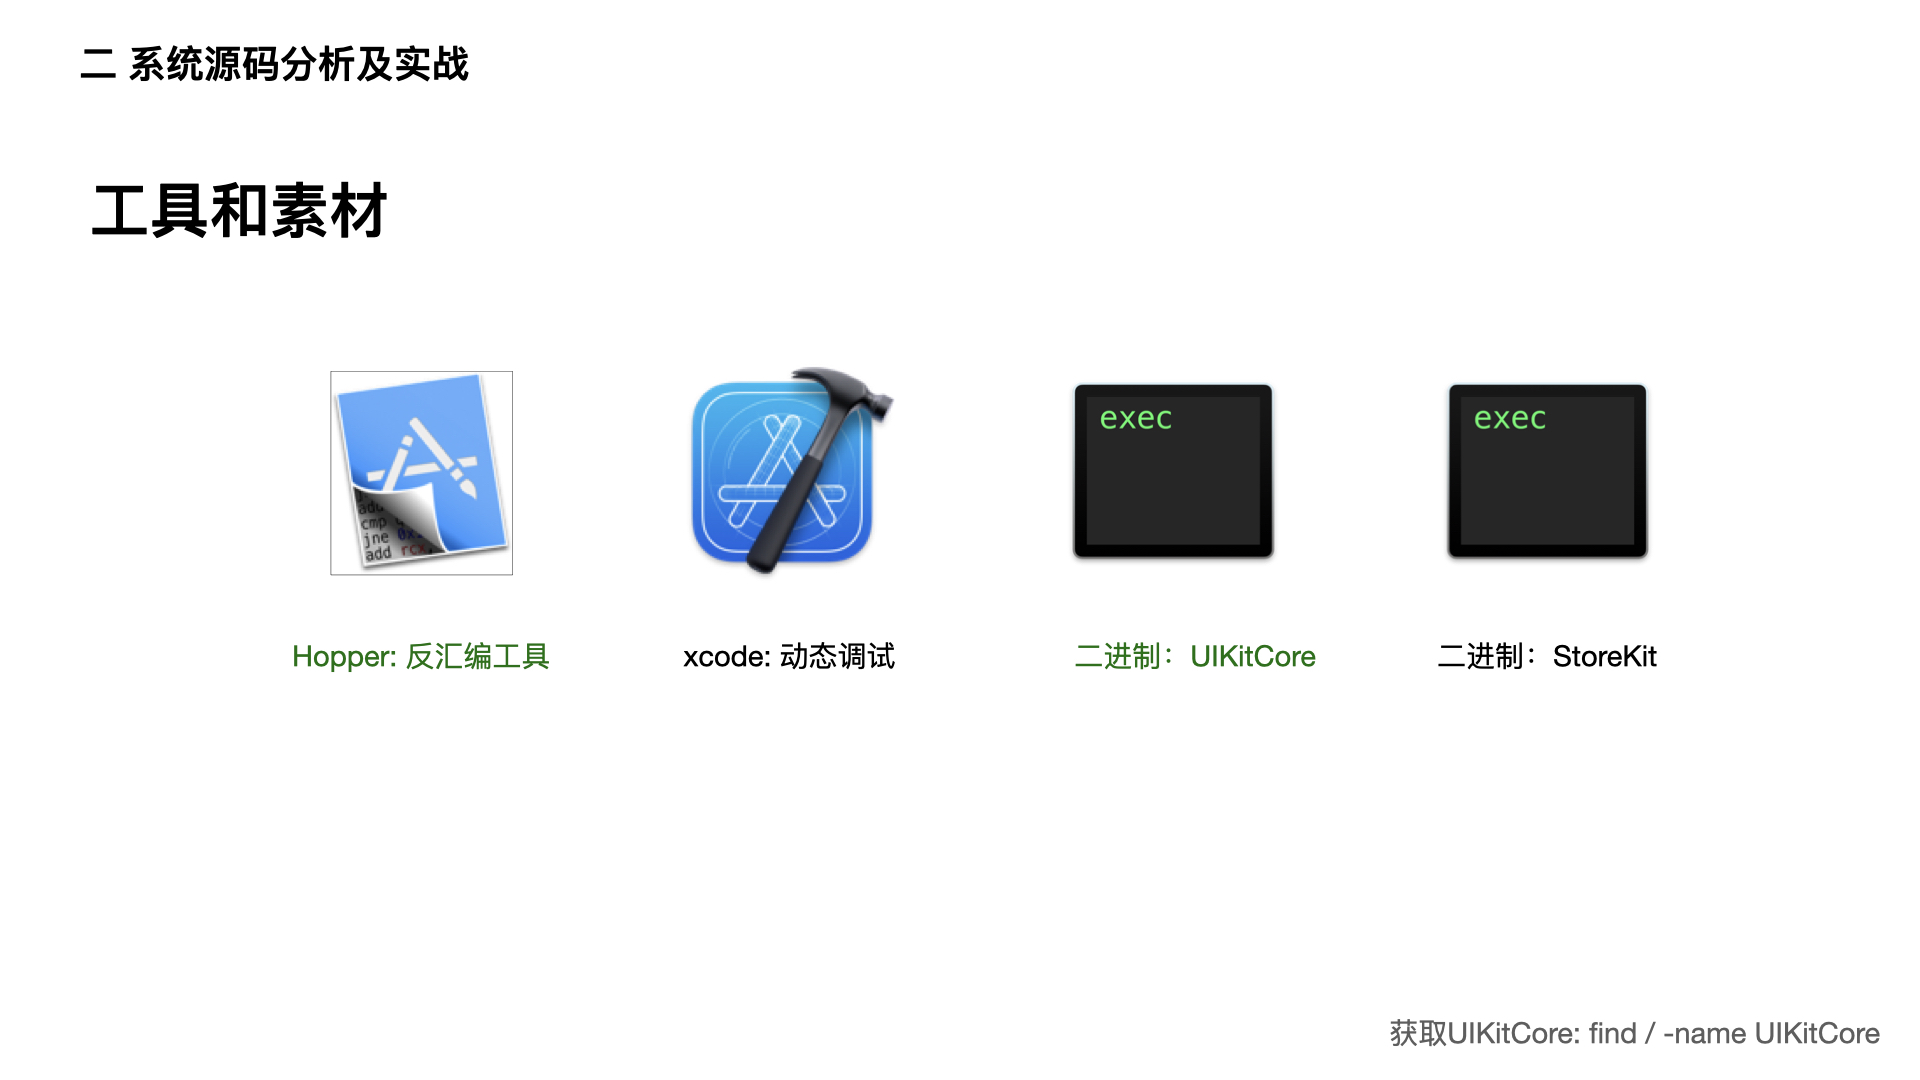 二 系统源码分析及实战
工具和素材
add
cmp
jne 0x
add rcx,
exec
exec
Hopper: 反汇编工具
xcode: 动态调试
二进制：UIKitCore
二进制：StoreKit
获取UIKitCore: find / -name UIKitCore